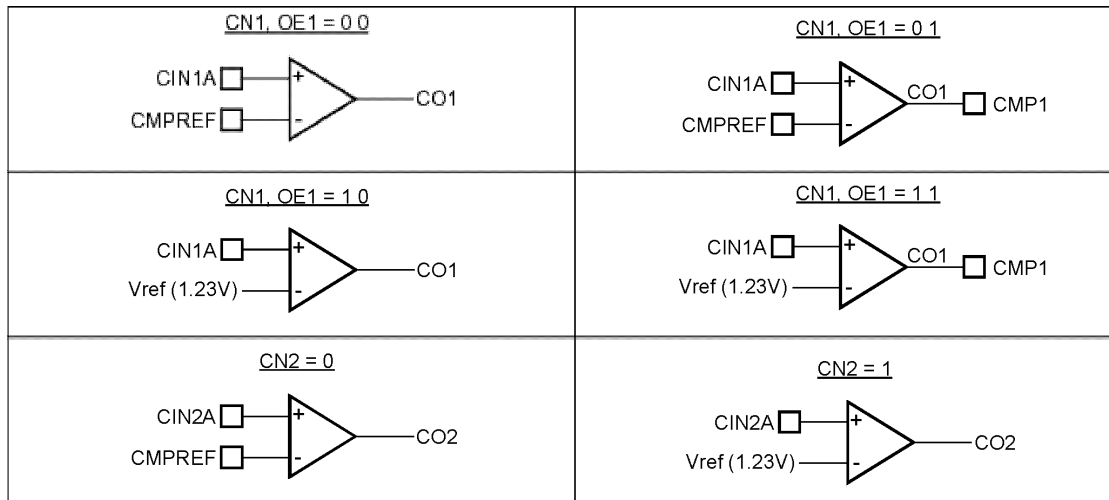 CN1, OE1 = 0 0
CIN1A
+
CO1
CMPREF
-
CN1, OE1 = 0 1
CIN1A
+
CO1
CMP1
CMPREF
-
CN1, OE1 = 1 0
CIN1A
+
CO1
Vref (1.23V)
-
CN1, OE1 = 1 1
CIN1A
+
CO1
CMP1
Vref (1.23V)
-
CN2 = 0
CIN2A
+
CO2
CMPREF
-
CN2 = 1
CIN2A
+
CO2
Vref (1.23V)
-